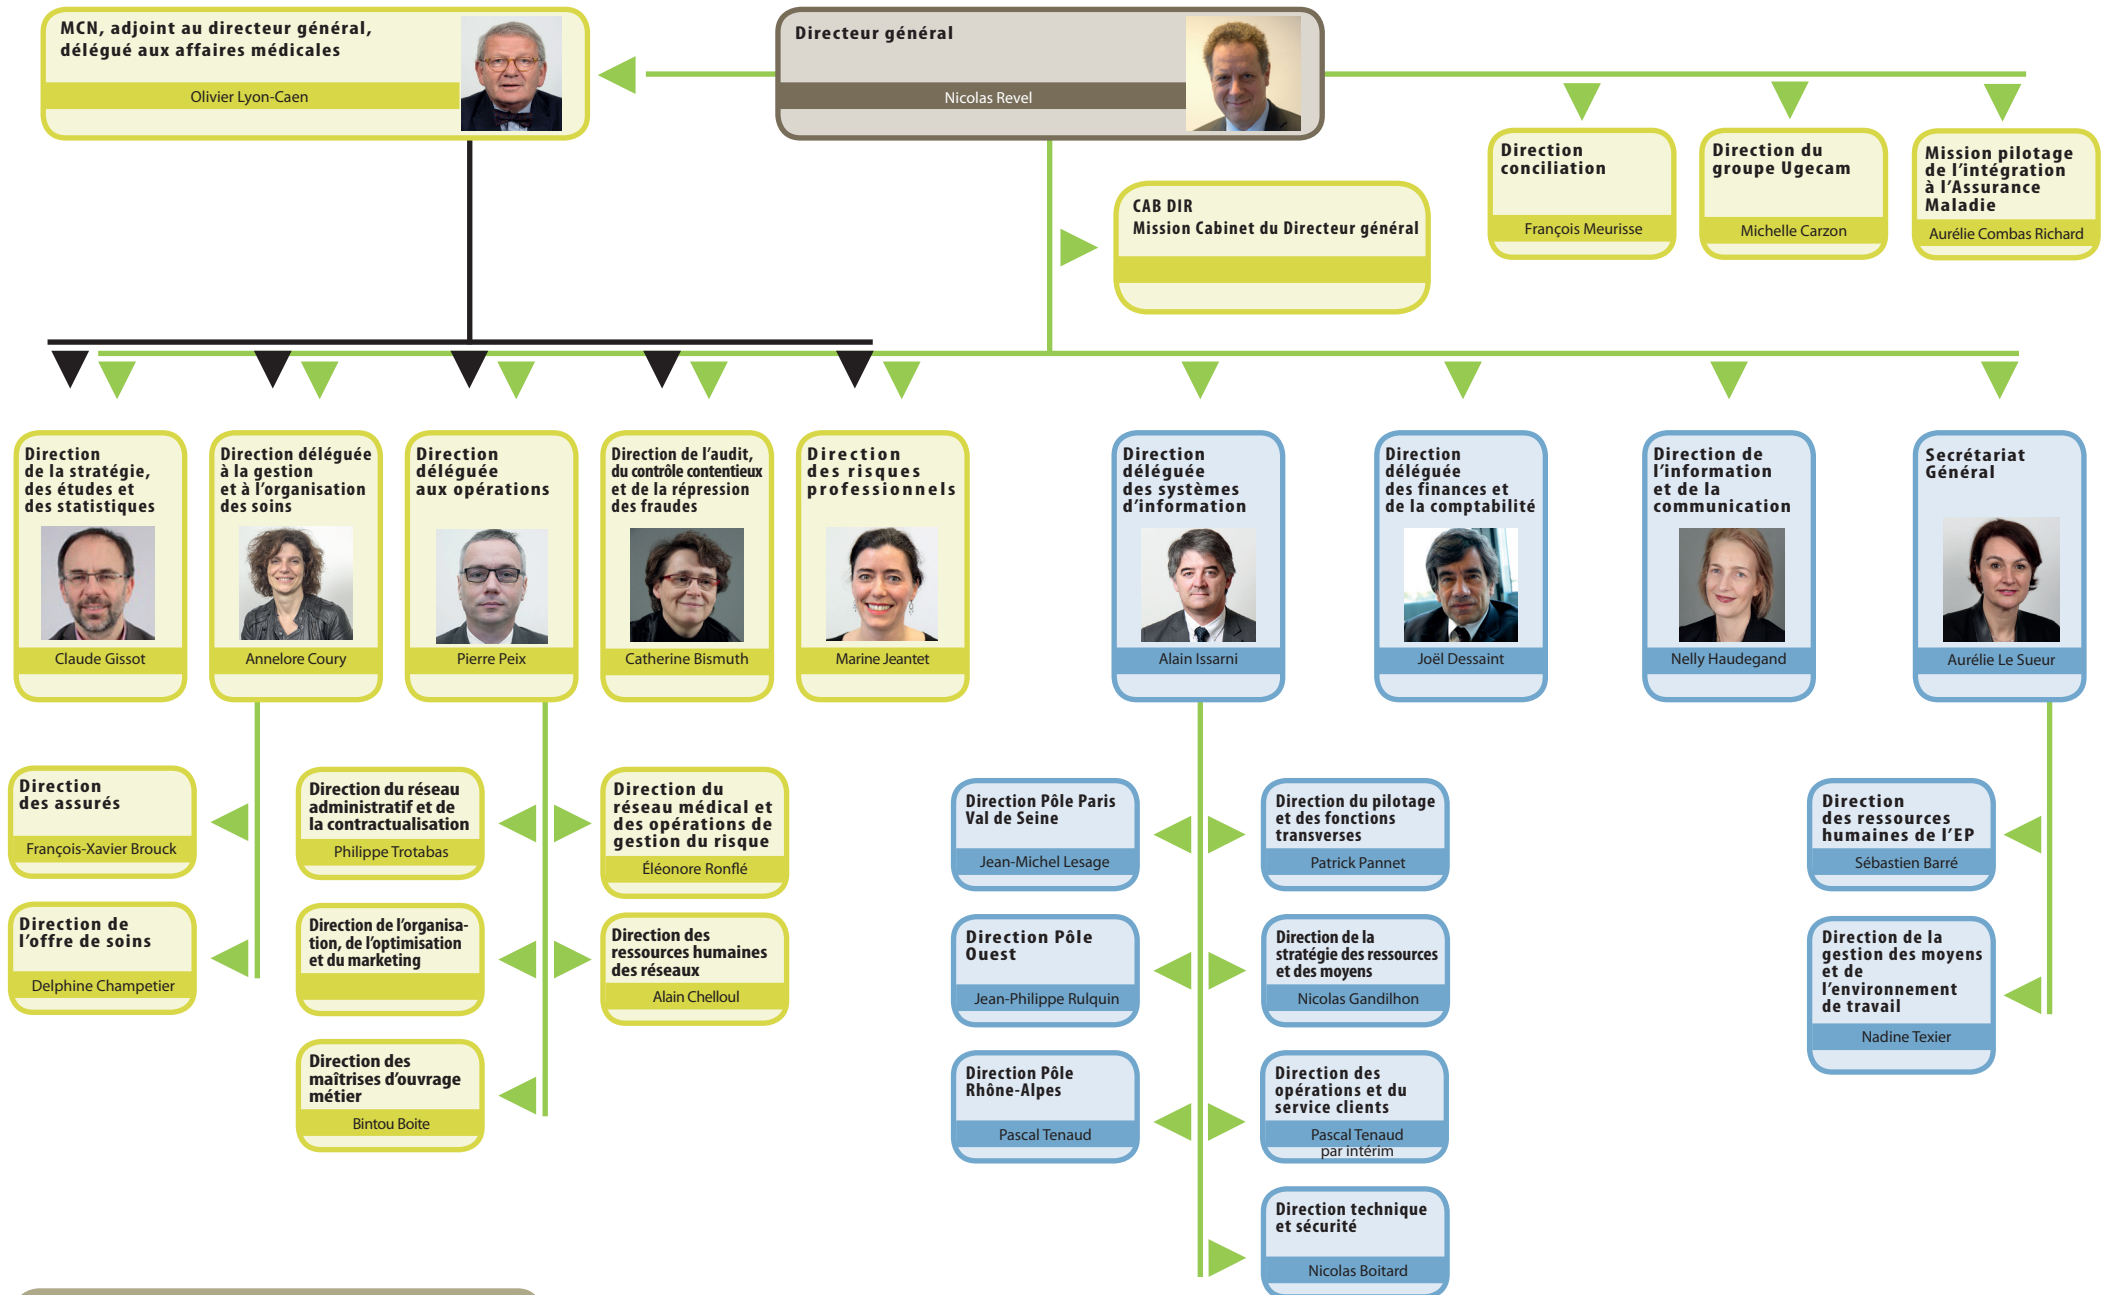 MCN, adjoint au directeur général,
délégué aux affaires médicales
Olivier Lyon-Caen
Directeur général
Nicolas Revel
Direction
conciliation
François Meurisse
Direction du
groupe Ugecam
Michelle Carzon
Mission pilotage
de l'intégration
à l'Assurance
Maladie
Aurélie Combas Richard
CAB DIR
Mission Cabinet du Directeur général
Direction
de la stratégie,
des études et
des statistiques
Claude Gissot
Direction déléguée
à la gestion
et à l'organisation
des soins
Annelore Coury
Direction
déléguée
aux opérations
Pierre Peix
Direction de l'audit,
du contrôle contentieux
et de la répression
des fraudes
Catherine Bismuth
Direction
des risques
professionnels
Marine Jeantet
Direction
déléguée
des systèmes
d'information
Alain Issarni
Direction
déléguée
des finances et
de la comptabilité
Joël Dessaint
Direction de
l'information
et de la
communication
Nelly Haudegand
Secrétariat
Général
Aurélie Le Sueur
Direction
des assurés
François-Xavier Brouck
Direction de
l'offre de soins
Delphine Champetier
Direction du réseau
administratif et de
la contractualisation
Philippe Trotabas
Direction de l'organisa-
tion, de l'optimisation
et du marketing
Direction des
maîtrises d'ouvrage
métier
Bintou Boite
Direction du
réseau médical et
des opérations de
gestion du risque
Éléonore Ronflé
Direction des
ressources humaines
des réseaux
Alain Chelloul
Direction Pôle Paris
Val de Seine
Jean-Michel Lesage
Direction Pôle
Ouest
Jean-Philippe Rulquin
Direction Pôle
Rhône-Alpes
Pascal Tenaud
Direction du pilotage
et des fonctions
transverses
Patrick Pannet
Direction de la
stratégie des ressources
et des moyens
Nicolas Gandilhon
Direction des
opérations et du
service clients
Pascal Tenaud
par intérim
Direction technique
et sécurité
Nicolas Boitard
Direction
des ressources
humaines de l'EP
Sébastien Barré
Direction de la
gestion des moyens
et de
l'environnement
de travail
Nadine Texier